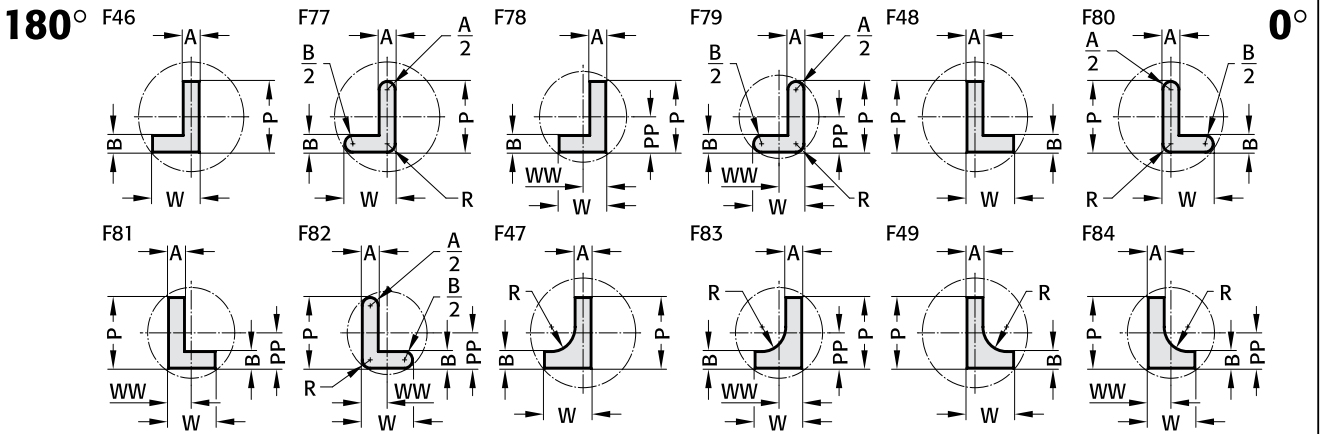 180° F46 F77 F78 F79 F48 F80 0°
A P B W
A A/2 B/2 P B W R
A P PP B WW W
A A/2 B/2 P PP B WW W R
A P B W
A A/2 B/2 P B W R
F81 F82 F47 F83 F49 F84
A P B PP WW W
A A/2 B/2 P B PP R WW W
A R P B W
A R B PP P WW W
A R P B W
A R P B PP WW W